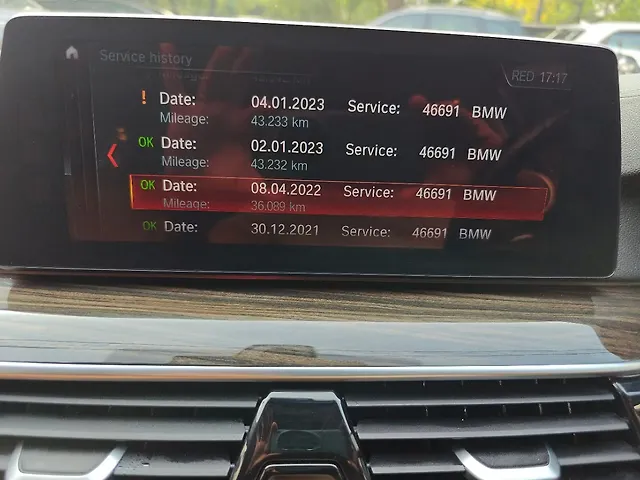 Service history
RED 17:17
! Date: 04.01.2023 Service: 46691 BMW
Mileage: 43.233 km
OK Date: 02.01.2023 Service: 46691 BMW
Mileage: 43.232 km
OK Date: 08.04.2022 Service: 46691 BMW
Mileage: 36.089 km
OK Date: 30.12.2021 Service: 46691 BMW